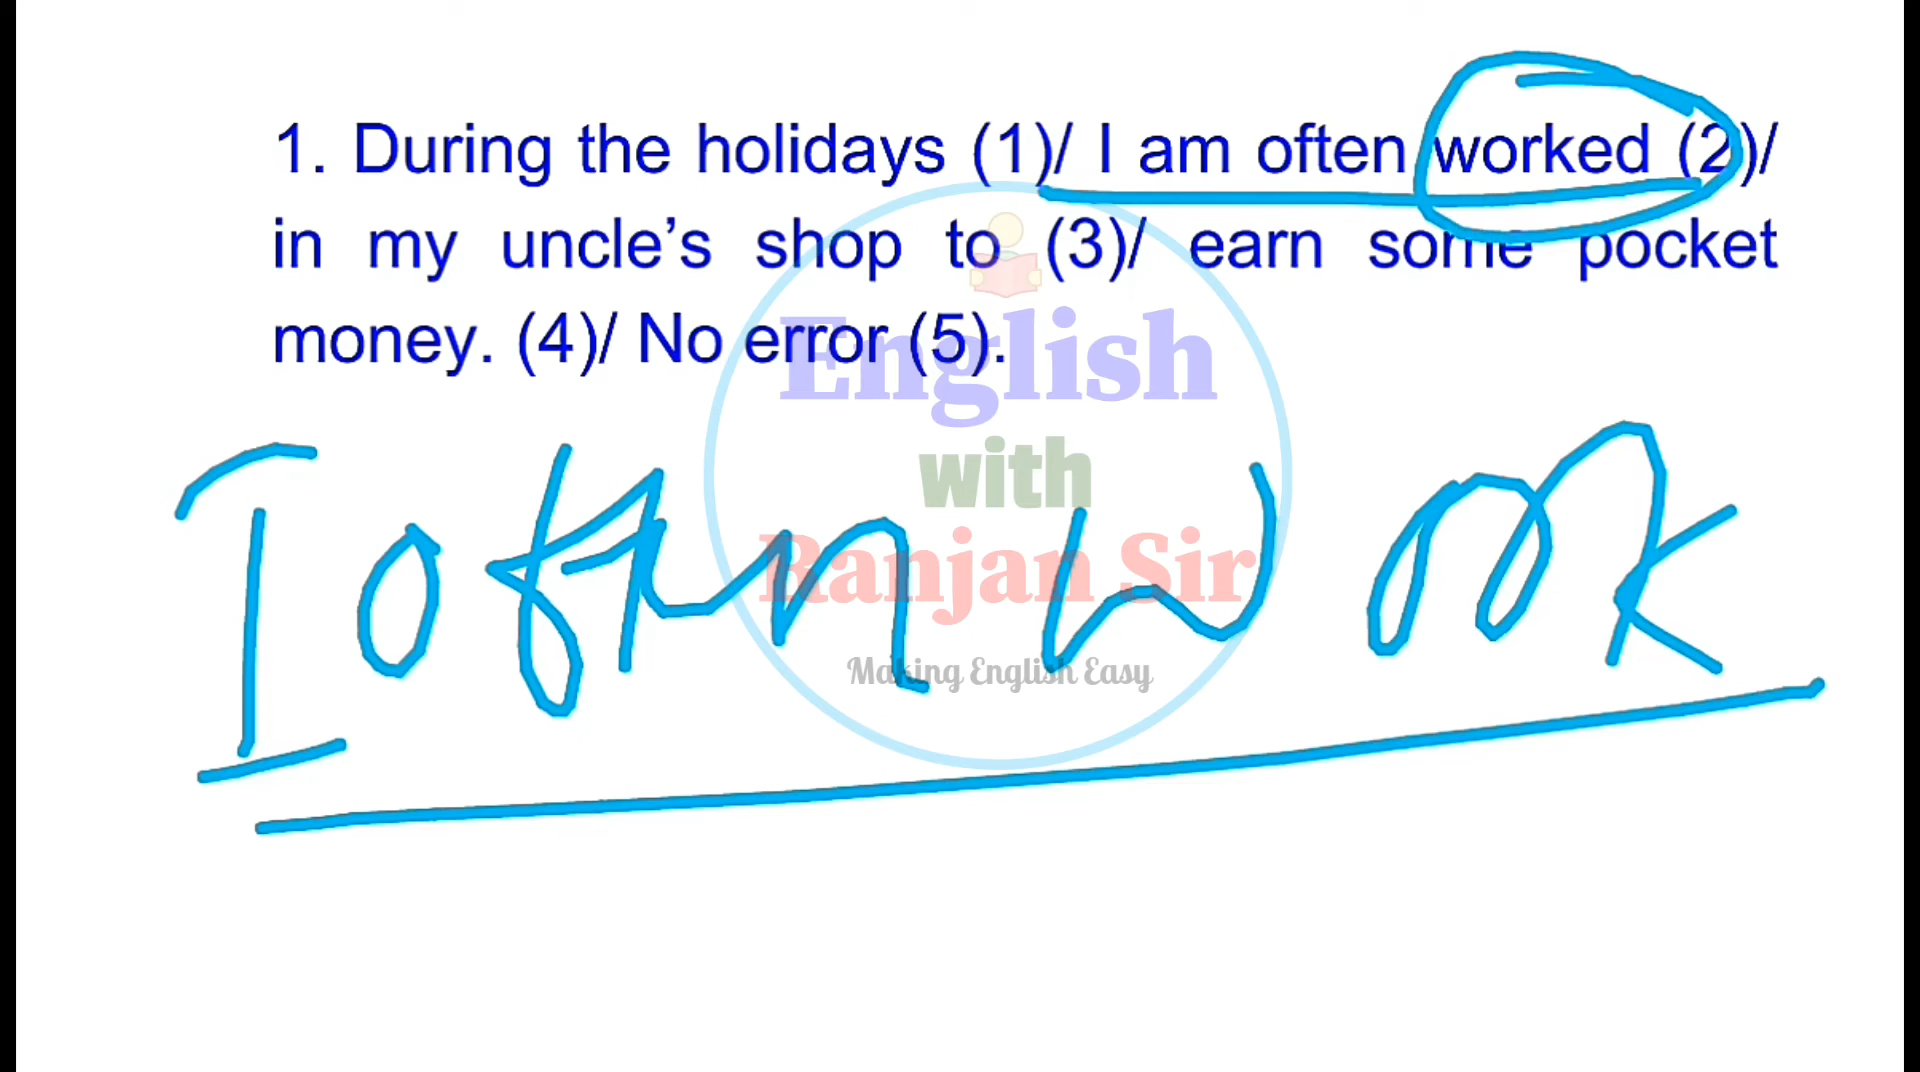 1. During the holidays (1)/ I am often worked (2)/
in my uncle’s shop to (3)/ earn some pocket
money. (4)/ No error (5).
English
with
Ranjan Sir
Making English Easy
I often work